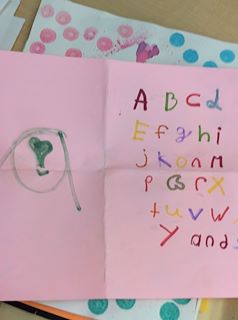 A B C d
E f g h i
j K o n M
P Q r X
t u v W
Y and